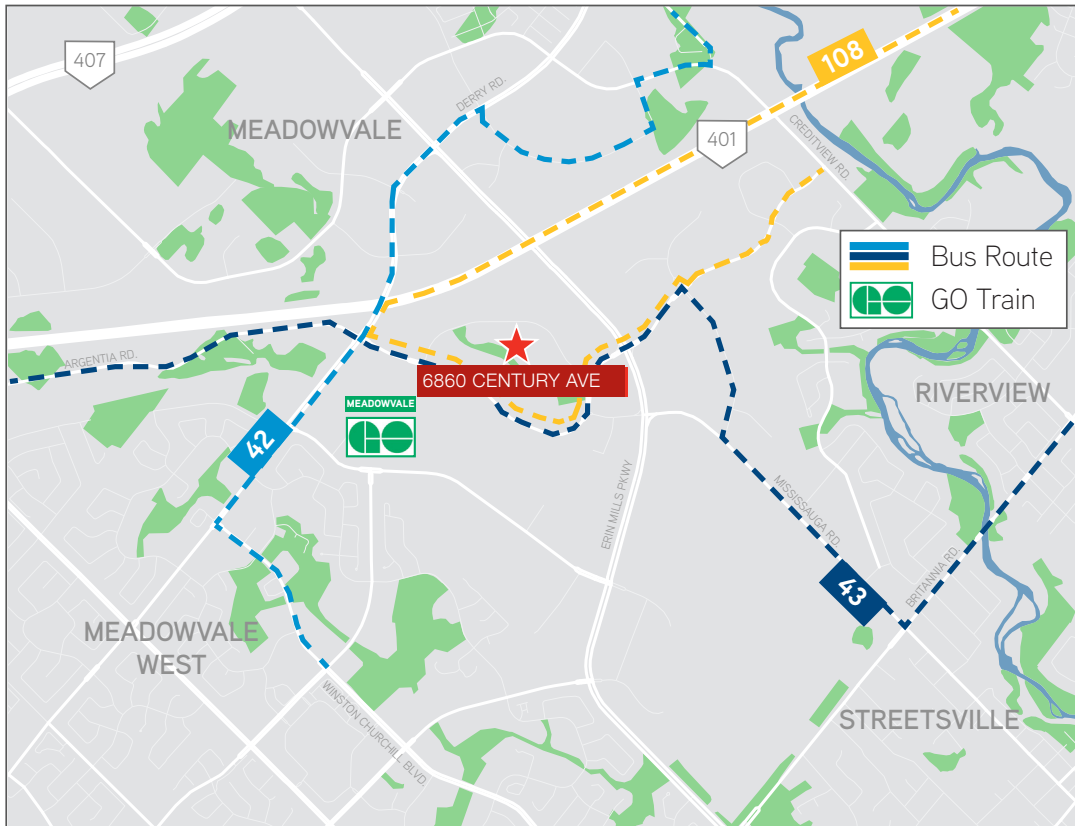 407
108
DERRY RD.
MEADOWVALE
401
CREDITVIEW RD.
Bus Route
GO Train
ARGENTIA RD.
6860 CENTURY AVE
RIVERVIEW
MEADOWVALE
GO
42
ERIN MILLS PKWY
MISSISSAUGA RD.
BRITANNIA RD.
43
MEADOWVALE
WEST
WINSTON CHURCHILL BLVD.
STREETSVILLE